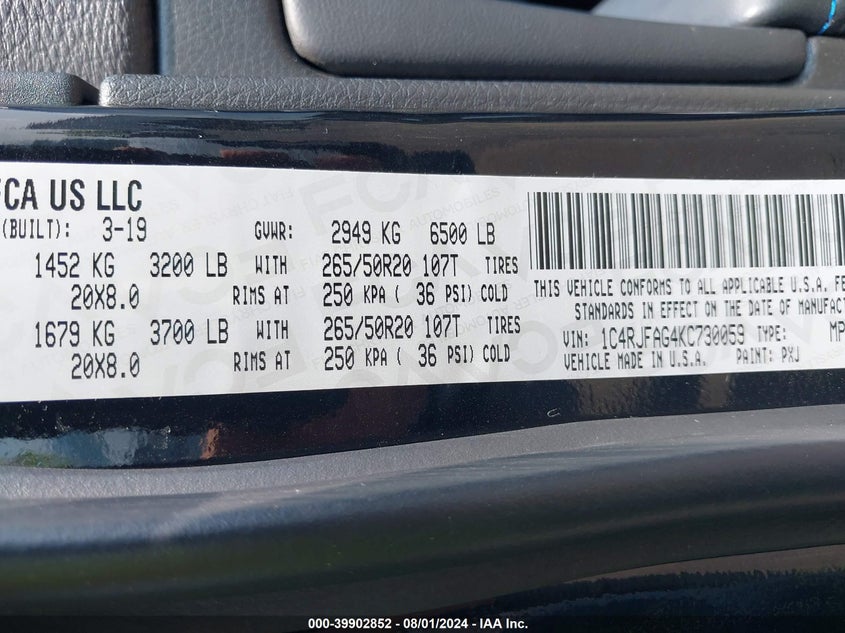 FCA US LLC
(BUILT): 3-19 GVWR: 2949 KG 6500 LB
1452 KG 3200 LB WITH 265/50R20 107T TIRES
20X8.0 RIMS AT 250 KPA ( 36 PSI) COLD
1679 KG 3700 LB WITH 265/50R20 107T TIRES
20X8.0 RIMS AT 250 KPA ( 36 PSI) COLD
THIS VEHICLE CONFORMS TO ALL APPLICABLE U.S.A. FE
STANDARDS IN EFFECT ON THE DATE OF MANUFACT
VIN: 1C4RJFAG4KC790059 TYPE: MP
VEHICLE MADE IN U.S.A. PAINT: PXJ
000-39902852 - 08/01/2024 - IAA Inc.